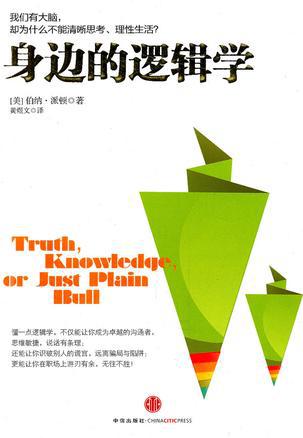 我们有大脑，
却为什么不能清晰思考、理性生活？
身边的逻辑学
[美] 伯纳·派顿 著
黄煜文 译
Truth,
Knowledge,
or Just Plain
Bull
懂一点逻辑学，不仅能让你成为卓越的沟通者，
思维敏捷，说话有条理；
还能让你识破别人的谎言，远离骗局与陷阱；
更能让你在职场上游刃有余，无往不胜！
中信出版社·CHINACITICPRESS